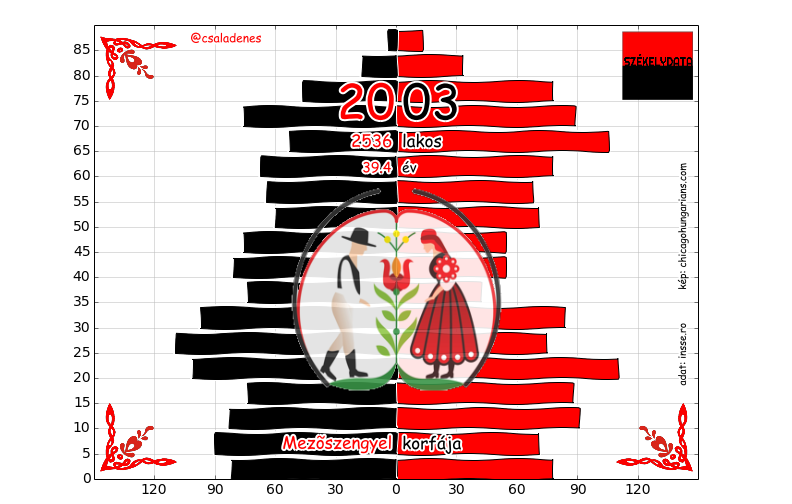 @csaladenes
SZÉKELYDATA
2003
2536 lakos
39.4 év
kép: chicagohungarians.com
adat: insse.ro
Mezőszengyel korfája
85
80
75
70
65
60
55
50
45
40
35
30
25
20
15
10
5
0
120 90 60 30 0 30 60 90 120